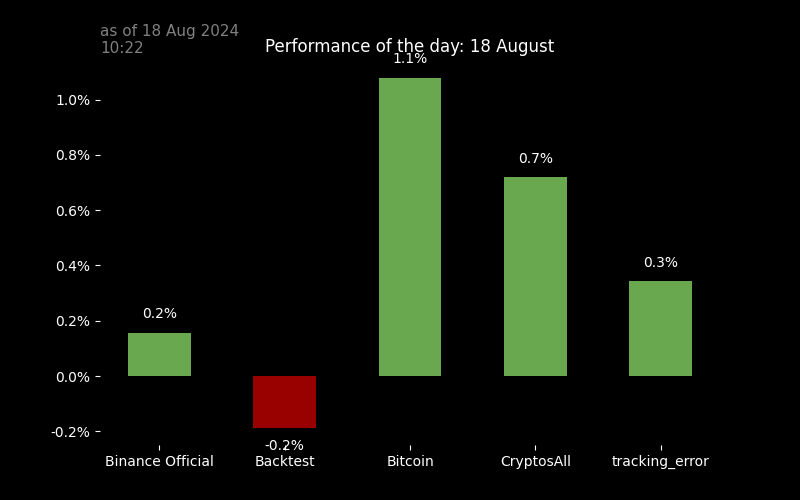 as of 18 Aug 2024
10:22
Performance of the day: 18 August
1.1%
1.0%
0.8%
0.7%
0.6%
0.4%
0.3%
0.2%
0.2%
0.0%
-0.2%
-0.2%
Binance Official
Backtest
Bitcoin
CryptosAll
tracking_error